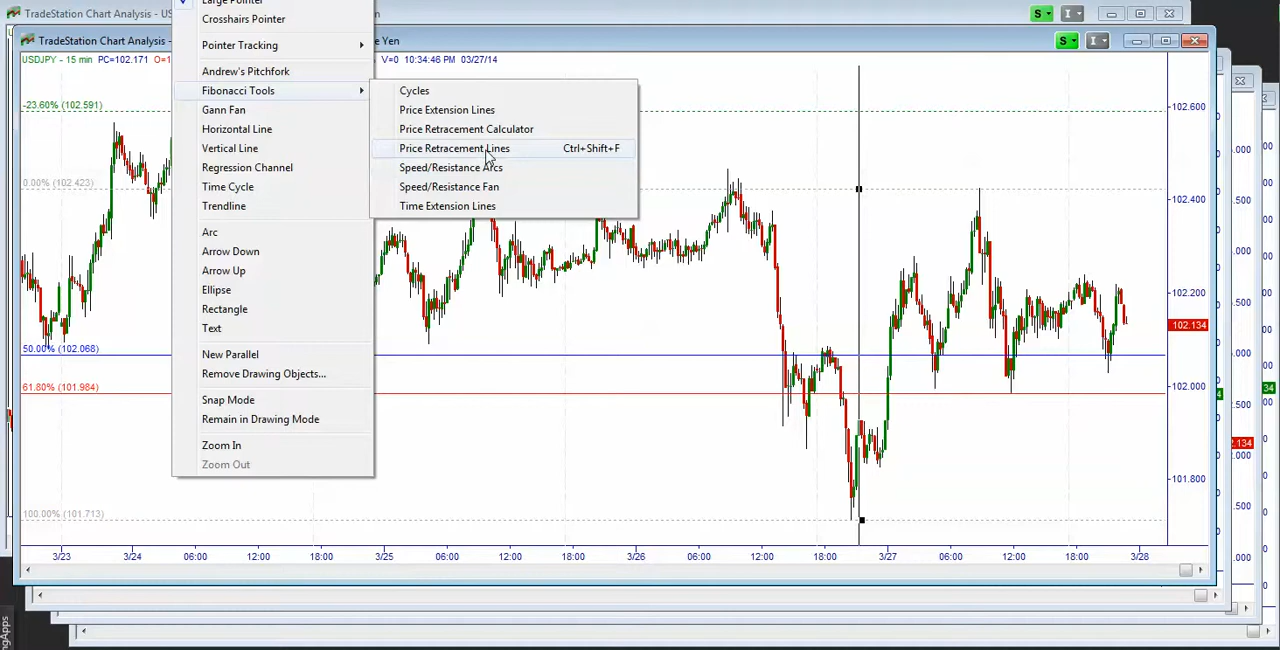 TradeStation Chart Analysis - US
n
S
I
Large Pointer
Crosshairs Pointer
TradeStation Chart Analysis -
e Yen
S
I
USDJPY - 15 min PC=102.171 O=1
V=0 10:34:46 PM 03/27/14
Pointer Tracking
Andrew's Pitchfork
Fibonacci Tools
Gann Fan
Horizontal Line
Vertical Line
Regression Channel
Time Cycle
Trendline
Arc
Arrow Down
Arrow Up
Ellipse
Rectangle
Text
New Parallel
Remove Drawing Objects...
Snap Mode
Remain in Drawing Mode
Zoom In
Zoom Out
Cycles
Price Extension Lines
Price Retracement Calculator
Price Retracement Lines Ctrl+Shift+F
Speed/Resistance Arcs
Speed/Resistance Fan
Time Extension Lines
-23.60% (102.591)
0.00% (102.423)
50.00% (102.068)
61.80% (101.984)
100.00% (101.713)
102.600
102.400
102.200
102.134
102.000
101.800
3/23
3/24
06:00
12:00
18:00
3/25
06:00
12:00
18:00
3/26
06:00
12:00
18:00
3/27
06:00
12:00
18:00
3/28
2.134
ngApps